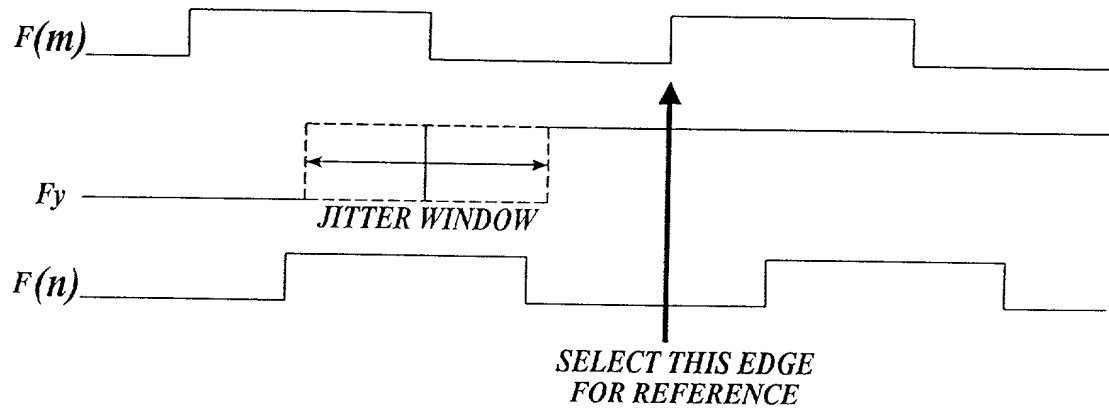 F(m)
Fy
JITTER WINDOW
F(n)
SELECT THIS EDGE
FOR REFERENCE